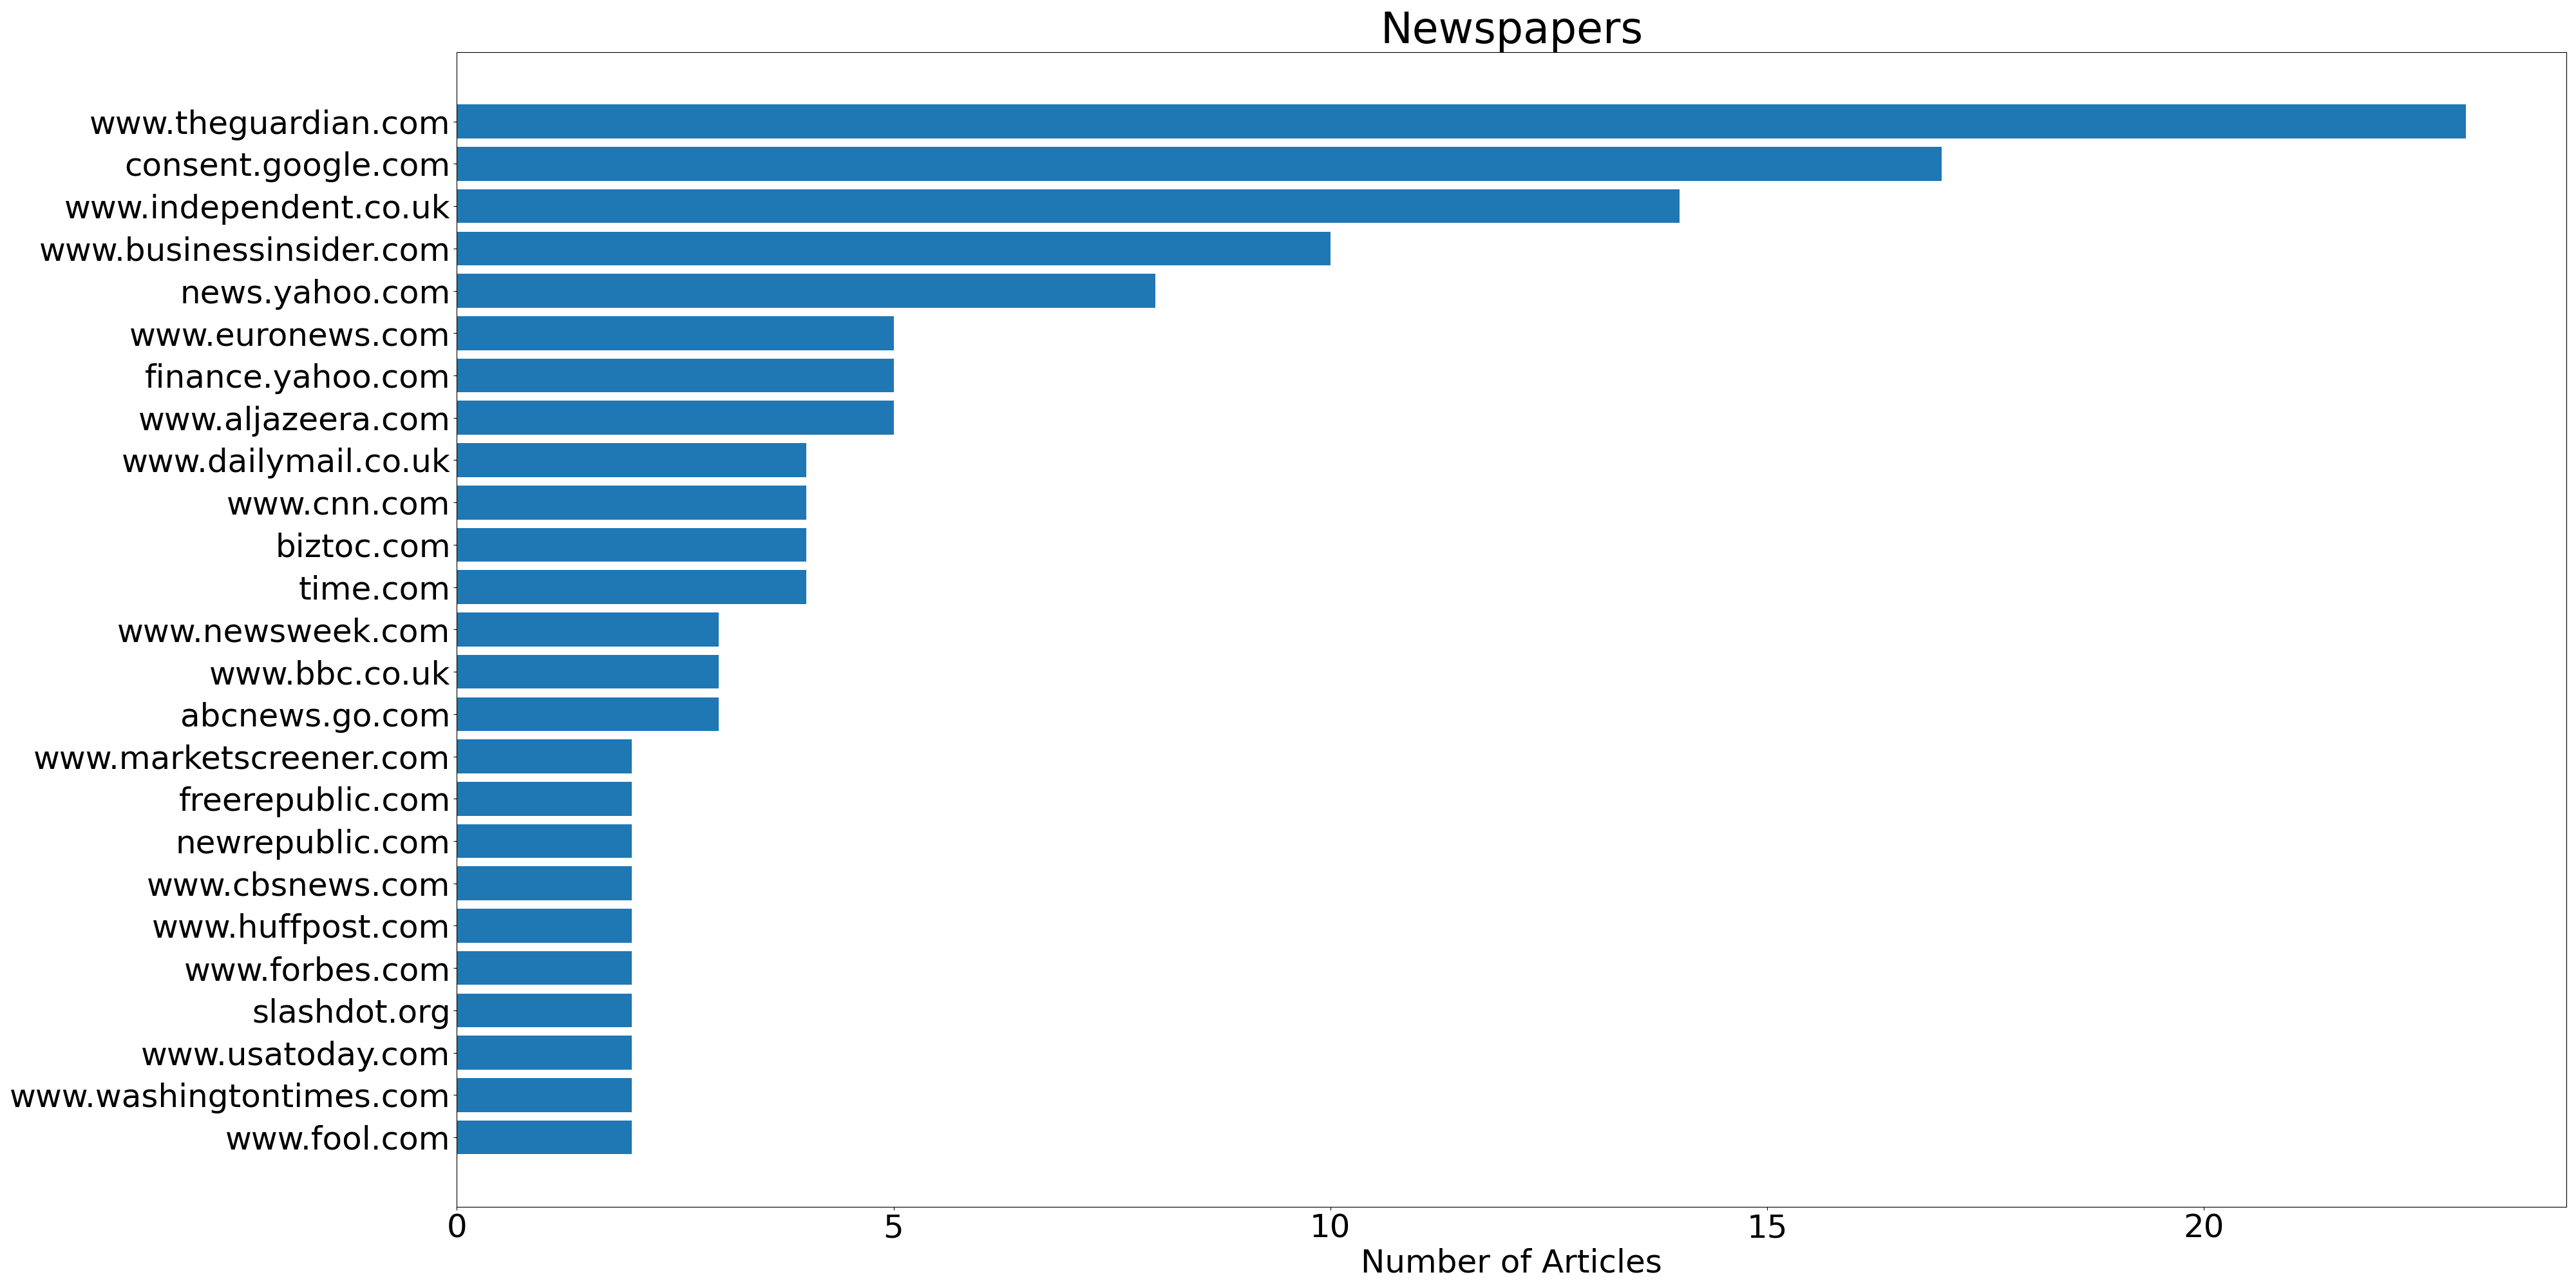 Newspapers
www.theguardian.com
consent.google.com
www.independent.co.uk
www.businessinsider.com
news.yahoo.com
www.euronews.com
finance.yahoo.com
www.aljazeera.com
www.dailymail.co.uk
www.cnn.com
biztoc.com
time.com
www.newsweek.com
www.bbc.co.uk
abcnews.go.com
www.marketscreener.com
freerepublic.com
newrepublic.com
www.cbsnews.com
www.huffpost.com
www.forbes.com
slashdot.org
www.usatoday.com
www.washingtontimes.com
www.fool.com
0 5 10 15 20
Number of Articles